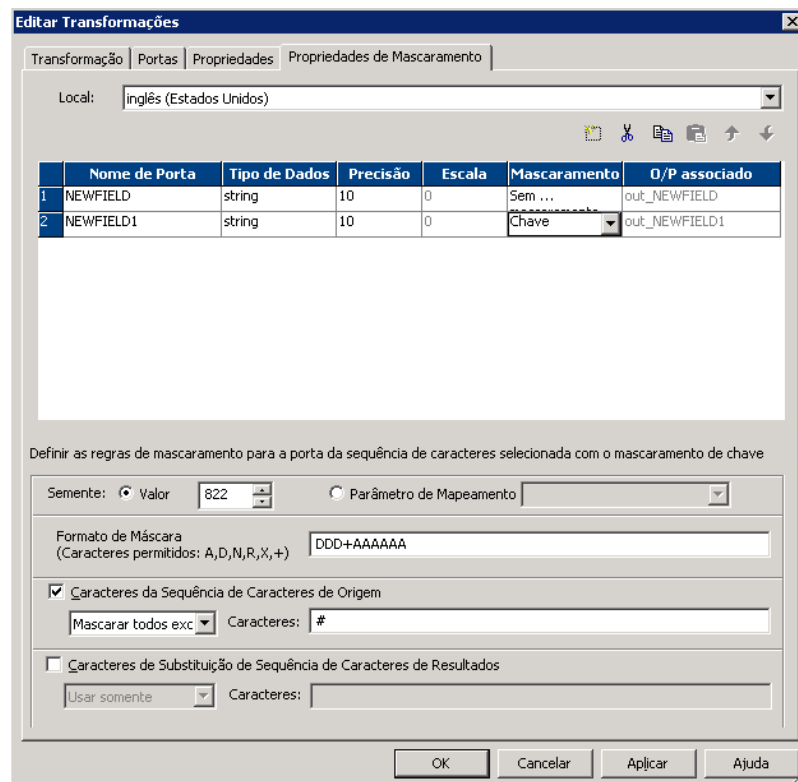 Editar Transformações
Transformação Portas Propriedades Propriedades de Mascaramento
Local: inglês (Estados Unidos)
Nome de Porta Tipo de Dados Precisão Escala Mascaramento O/P associado
1 NEWFIELD string 10 0 Sem ... out_NEWFIELD
2 NEWFIELD1 string 10 0 Chave out_NEWFIELD1
Definir as regras de mascaramento para a porta da sequência de caracteres selecionada com o mascaramento de chave
Semente: Valor 822 Parâmetro de Mapeamento
Formato de Máscara
(Caracteres permitidos: A,D,N,R,X,+) DDD+AAAAAA
Caracteres da Sequência de Caracteres de Origem
Mascarar todos exc Caracteres: #
Caracteres de Substituição de Sequência de Caracteres de Resultados
Usar somente Caracteres:
OK Cancelar Aplicar Ajuda